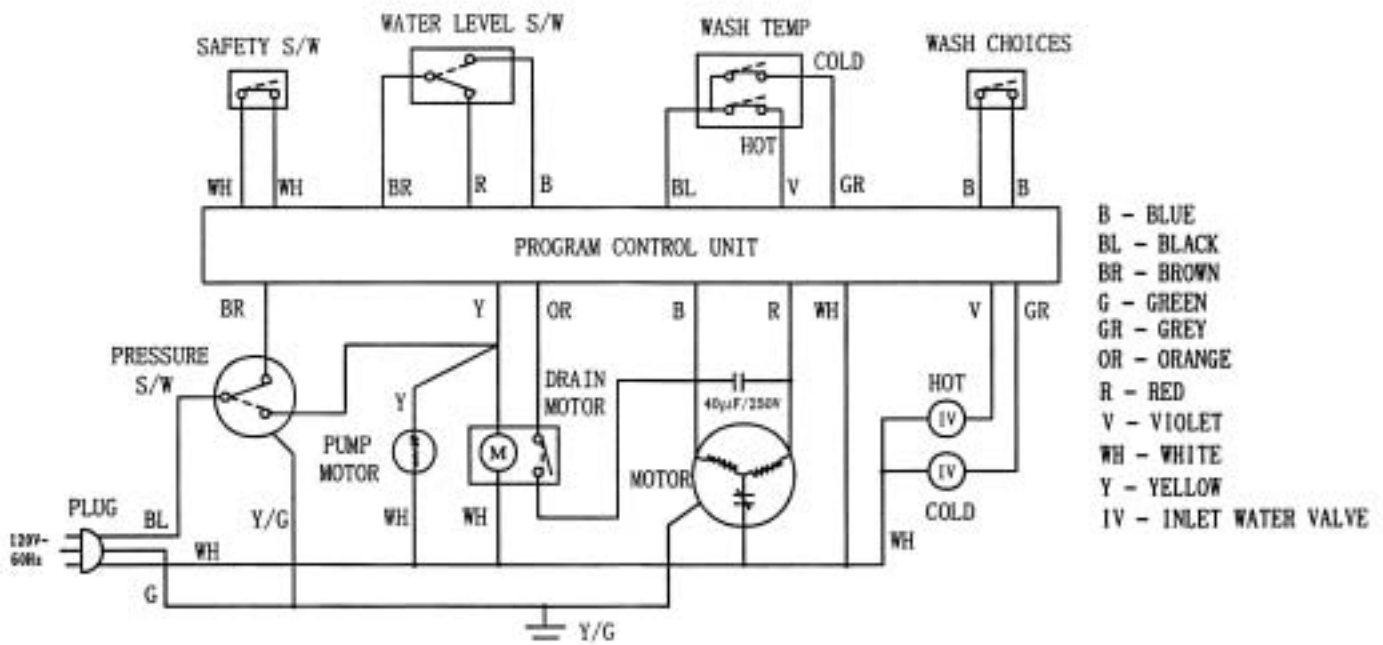 SAFETY S/W
WATER LEVEL S/W
WASH TEMP
WASH CHOICES
COLD
HOT
WH
WH
BR
R
B
BL
V
GR
B
B
PROGRAM CONTROL UNIT
BR
Y
OR
B
R
WH
V
GR
PRESSURE
S/W
DRAIN
MOTOR
40µµF/250V
HOT
IV
Y
PUMP
MOTOR
M
MOTOR
IV
COLD
PLUG
120V~
60Hz
BL
Y/G
WH
WH
WH
WH
G
Y/G
B - BLUE
BL - BLACK
BR - BROWN
G - GREEN
GR - GREY
OR - ORANGE
R - RED
V - VIOLET
WH - WHITE
Y - YELLOW
IV - INLET WATER VALVE